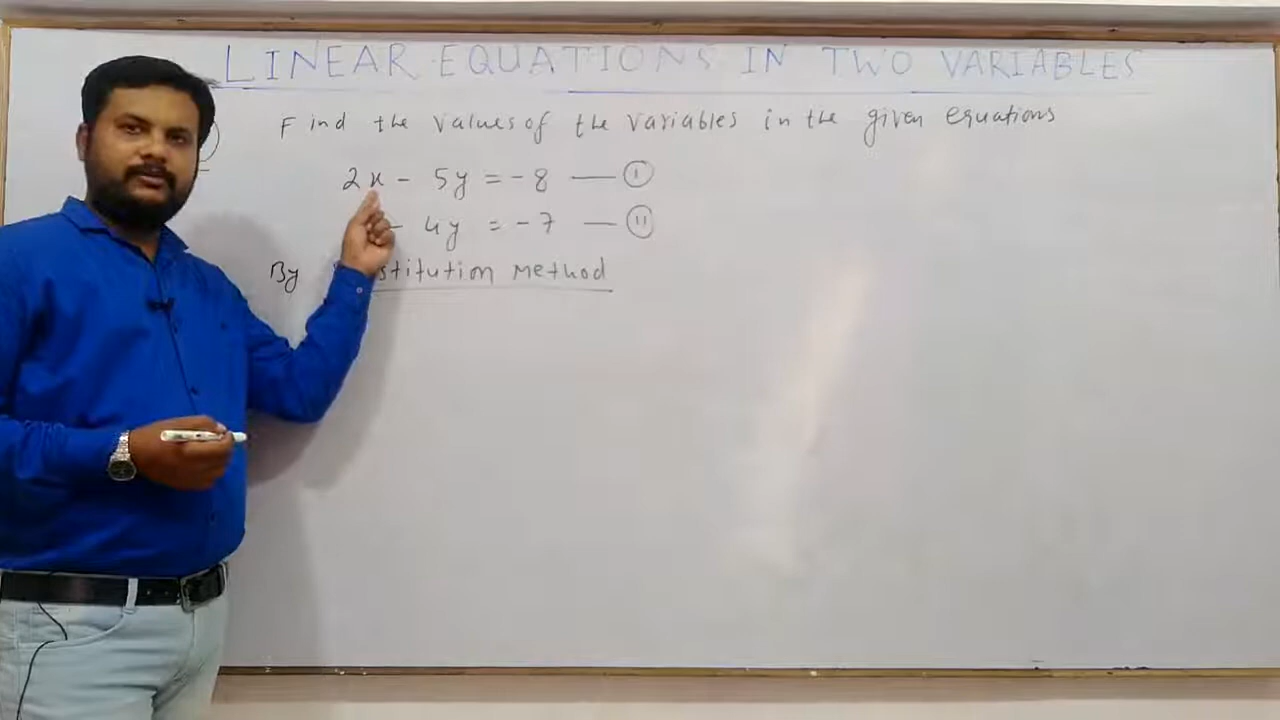 LINEAR EQUATIONS IN TWO VARIABLES
Find the values of the variables in the given equations
2x - 5y = -8 —— (I)
- 4y = -7 —— (II)
By stitution method